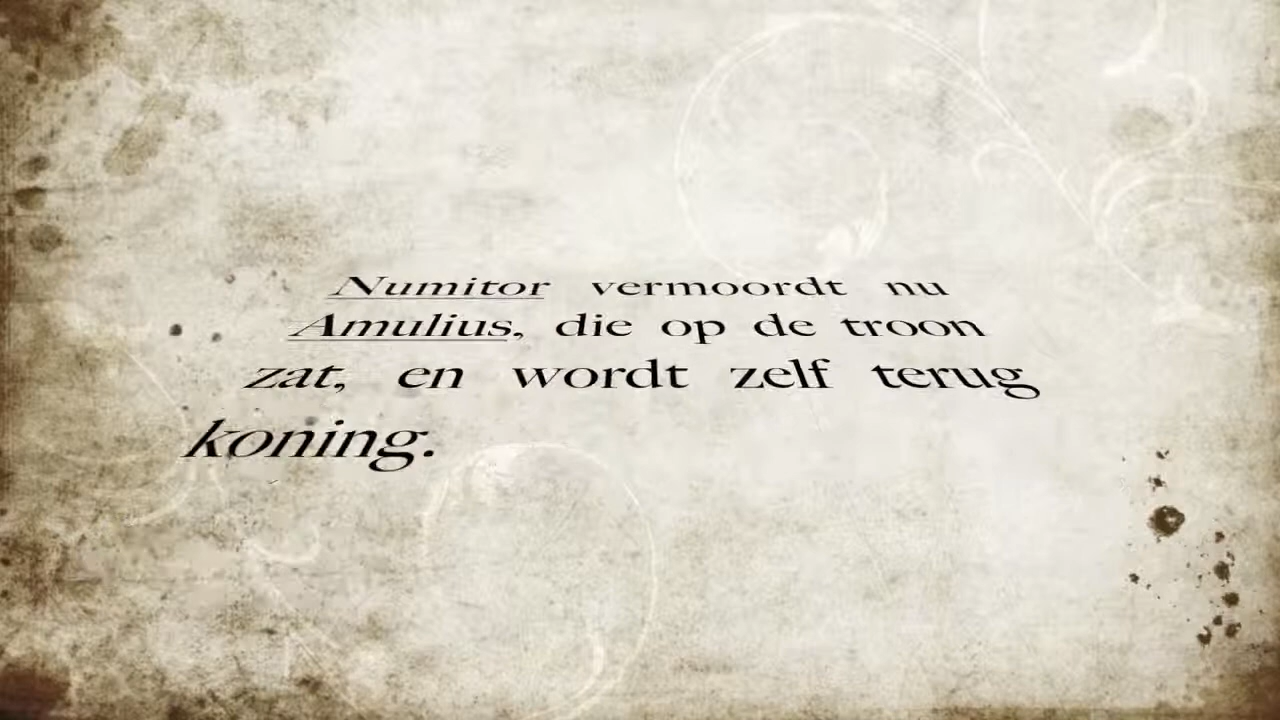 Numitor vermoordt nu
Amulius, die op de troon
zat, en wordt zelf terug
koning.